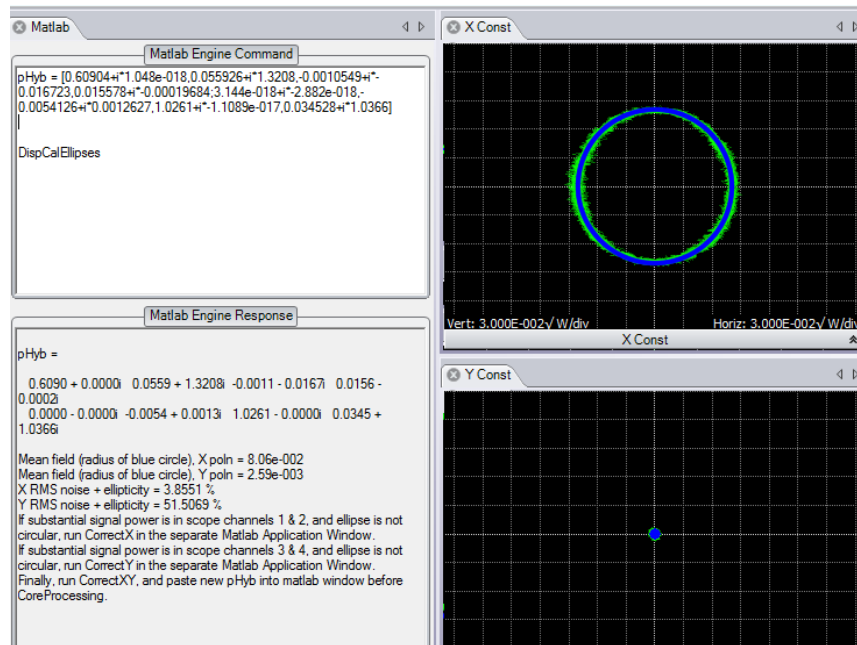 Matlab
Matlab Engine Command
pHyb = [0.60904+i*1.048e-018,0.055926+i*1.3208,-0.0010549+i*-
0.016723,0.015578+i*-0.00019684;3.144e-018+i*-2.882e-018,-
0.0054126+i*0.0012627,1.0261+i*-1.1089e-017,0.034528+i*1.0366]
DispCalEllipses
Matlab Engine Response
pHyb =
0.6090 + 0.0000i 0.0559 + 1.3208i -0.0011 - 0.0167i 0.0156 -
0.0002i
0.0000 - 0.0000i -0.0054 + 0.0013i 1.0261 - 0.0000i 0.0345 +
1.0366i
Mean field (radius of blue circle), X poln = 8.06e-002
Mean field (radius of blue circle), Y poln = 2.59e-003
X RMS noise + ellipticity = 3.8551 %
Y RMS noise + ellipticity = 51.5069 %
If substantial signal power is in scope channels 1 & 2, and ellipse is not
circular, run CorrectX in the separate Matlab Application Window.
If substantial signal power is in scope channels 3 & 4, and ellipse is not
circular, run CorrectY in the separate Matlab Application Window.
Finally, run CorrectXY, and paste new pHyb into matlab window before
CoreProcessing.
X Const
Vert: 3.000E-002√W/div Horiz: 3.000E-002√W/div
X Const
Y Const